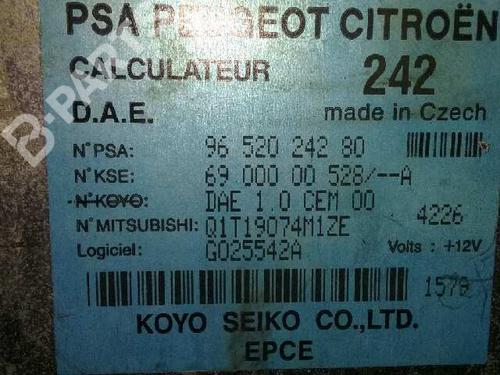 PSA PEUGEOT CITROËN
CALCULATEUR 242
D.A.E. made in Czech
N°PSA: 96 520 242 80
N°KSE: 69 000 00 528/--A
N°KOYO: DAE 1.0 CEM 00
N°MITSUBISHI: Q1T19074M1ZE 4226
Logiciel: G025542A Volts : +12V
1579
KOYO SEIKO CO.,LTD.
EPCE
B-PARTS